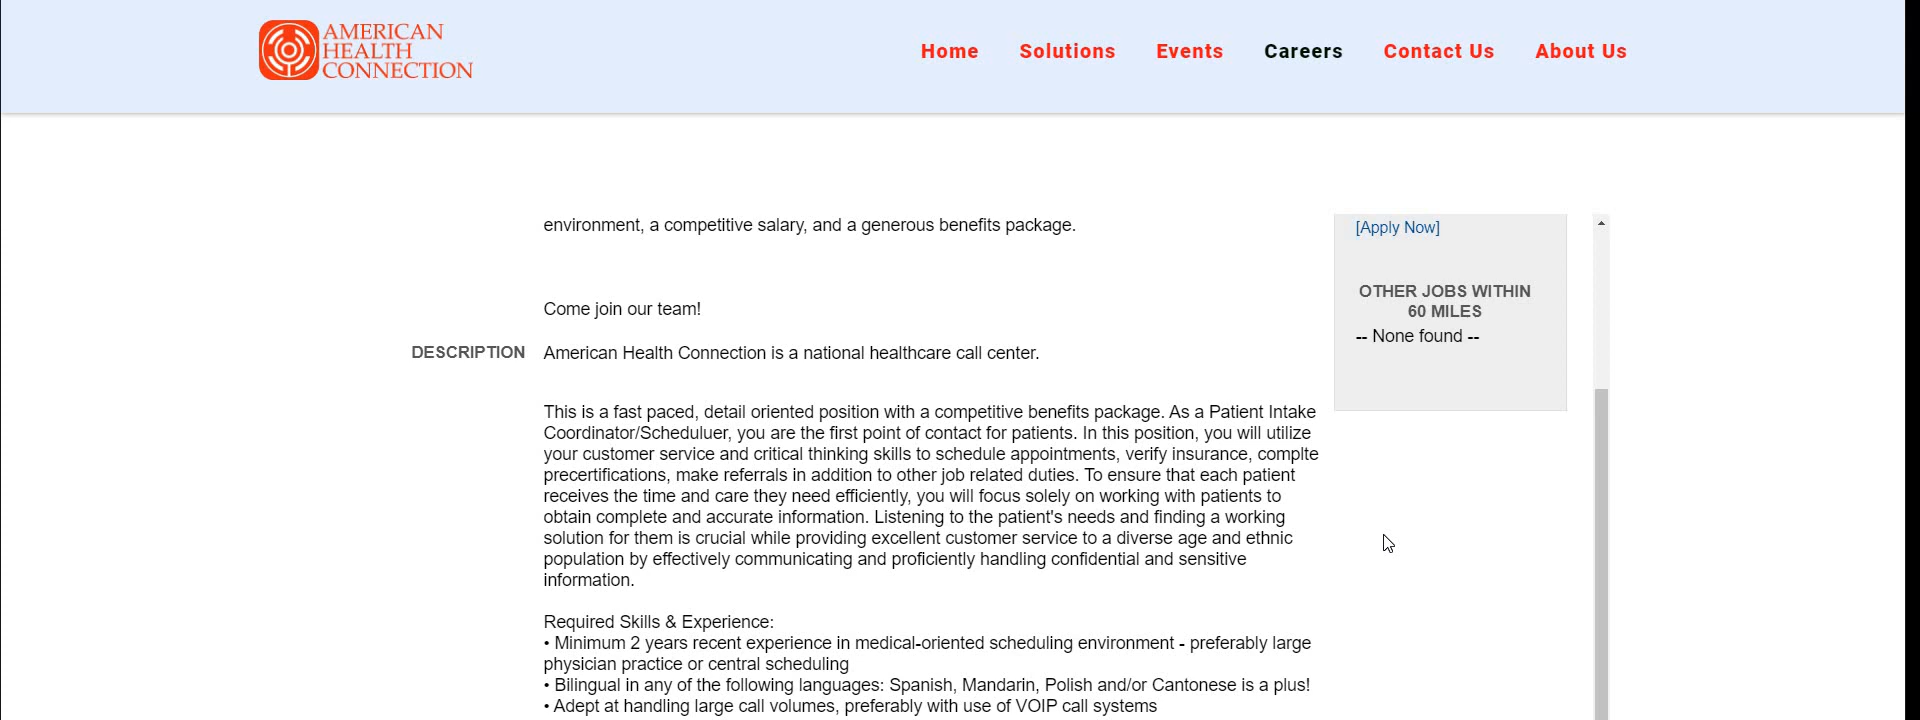 AMERICAN
HEALTH
CONNECTION
Home Solutions Events Careers Contact Us About Us
environment, a competitive salary, and a generous benefits package.
[Apply Now]
OTHER JOBS WITHIN
60 MILES
-- None found --
Come join our team!
DESCRIPTION American Health Connection is a national healthcare call center.
This is a fast paced, detail oriented position with a competitive benefits package. As a Patient Intake
Coordinator/Scheduluer, you are the first point of contact for patients. In this position, you will utilize
your customer service and critical thinking skills to schedule appointments, verify insurance, complte
precertifications, make referrals in addition to other job related duties. To ensure that each patient
receives the time and care they need efficiently, you will focus solely on working with patients to
obtain complete and accurate information. Listening to the patient's needs and finding a working
solution for them is crucial while providing excellent customer service to a diverse age and ethnic
population by effectively communicating and proficiently handling confidential and sensitive
information.
Required Skills & Experience:
• Minimum 2 years recent experience in medical-oriented scheduling environment - preferably large
physician practice or central scheduling
• Bilingual in any of the following languages: Spanish, Mandarin, Polish and/or Cantonese is a plus!
• Adept at handling large call volumes, preferably with use of VOIP call systems